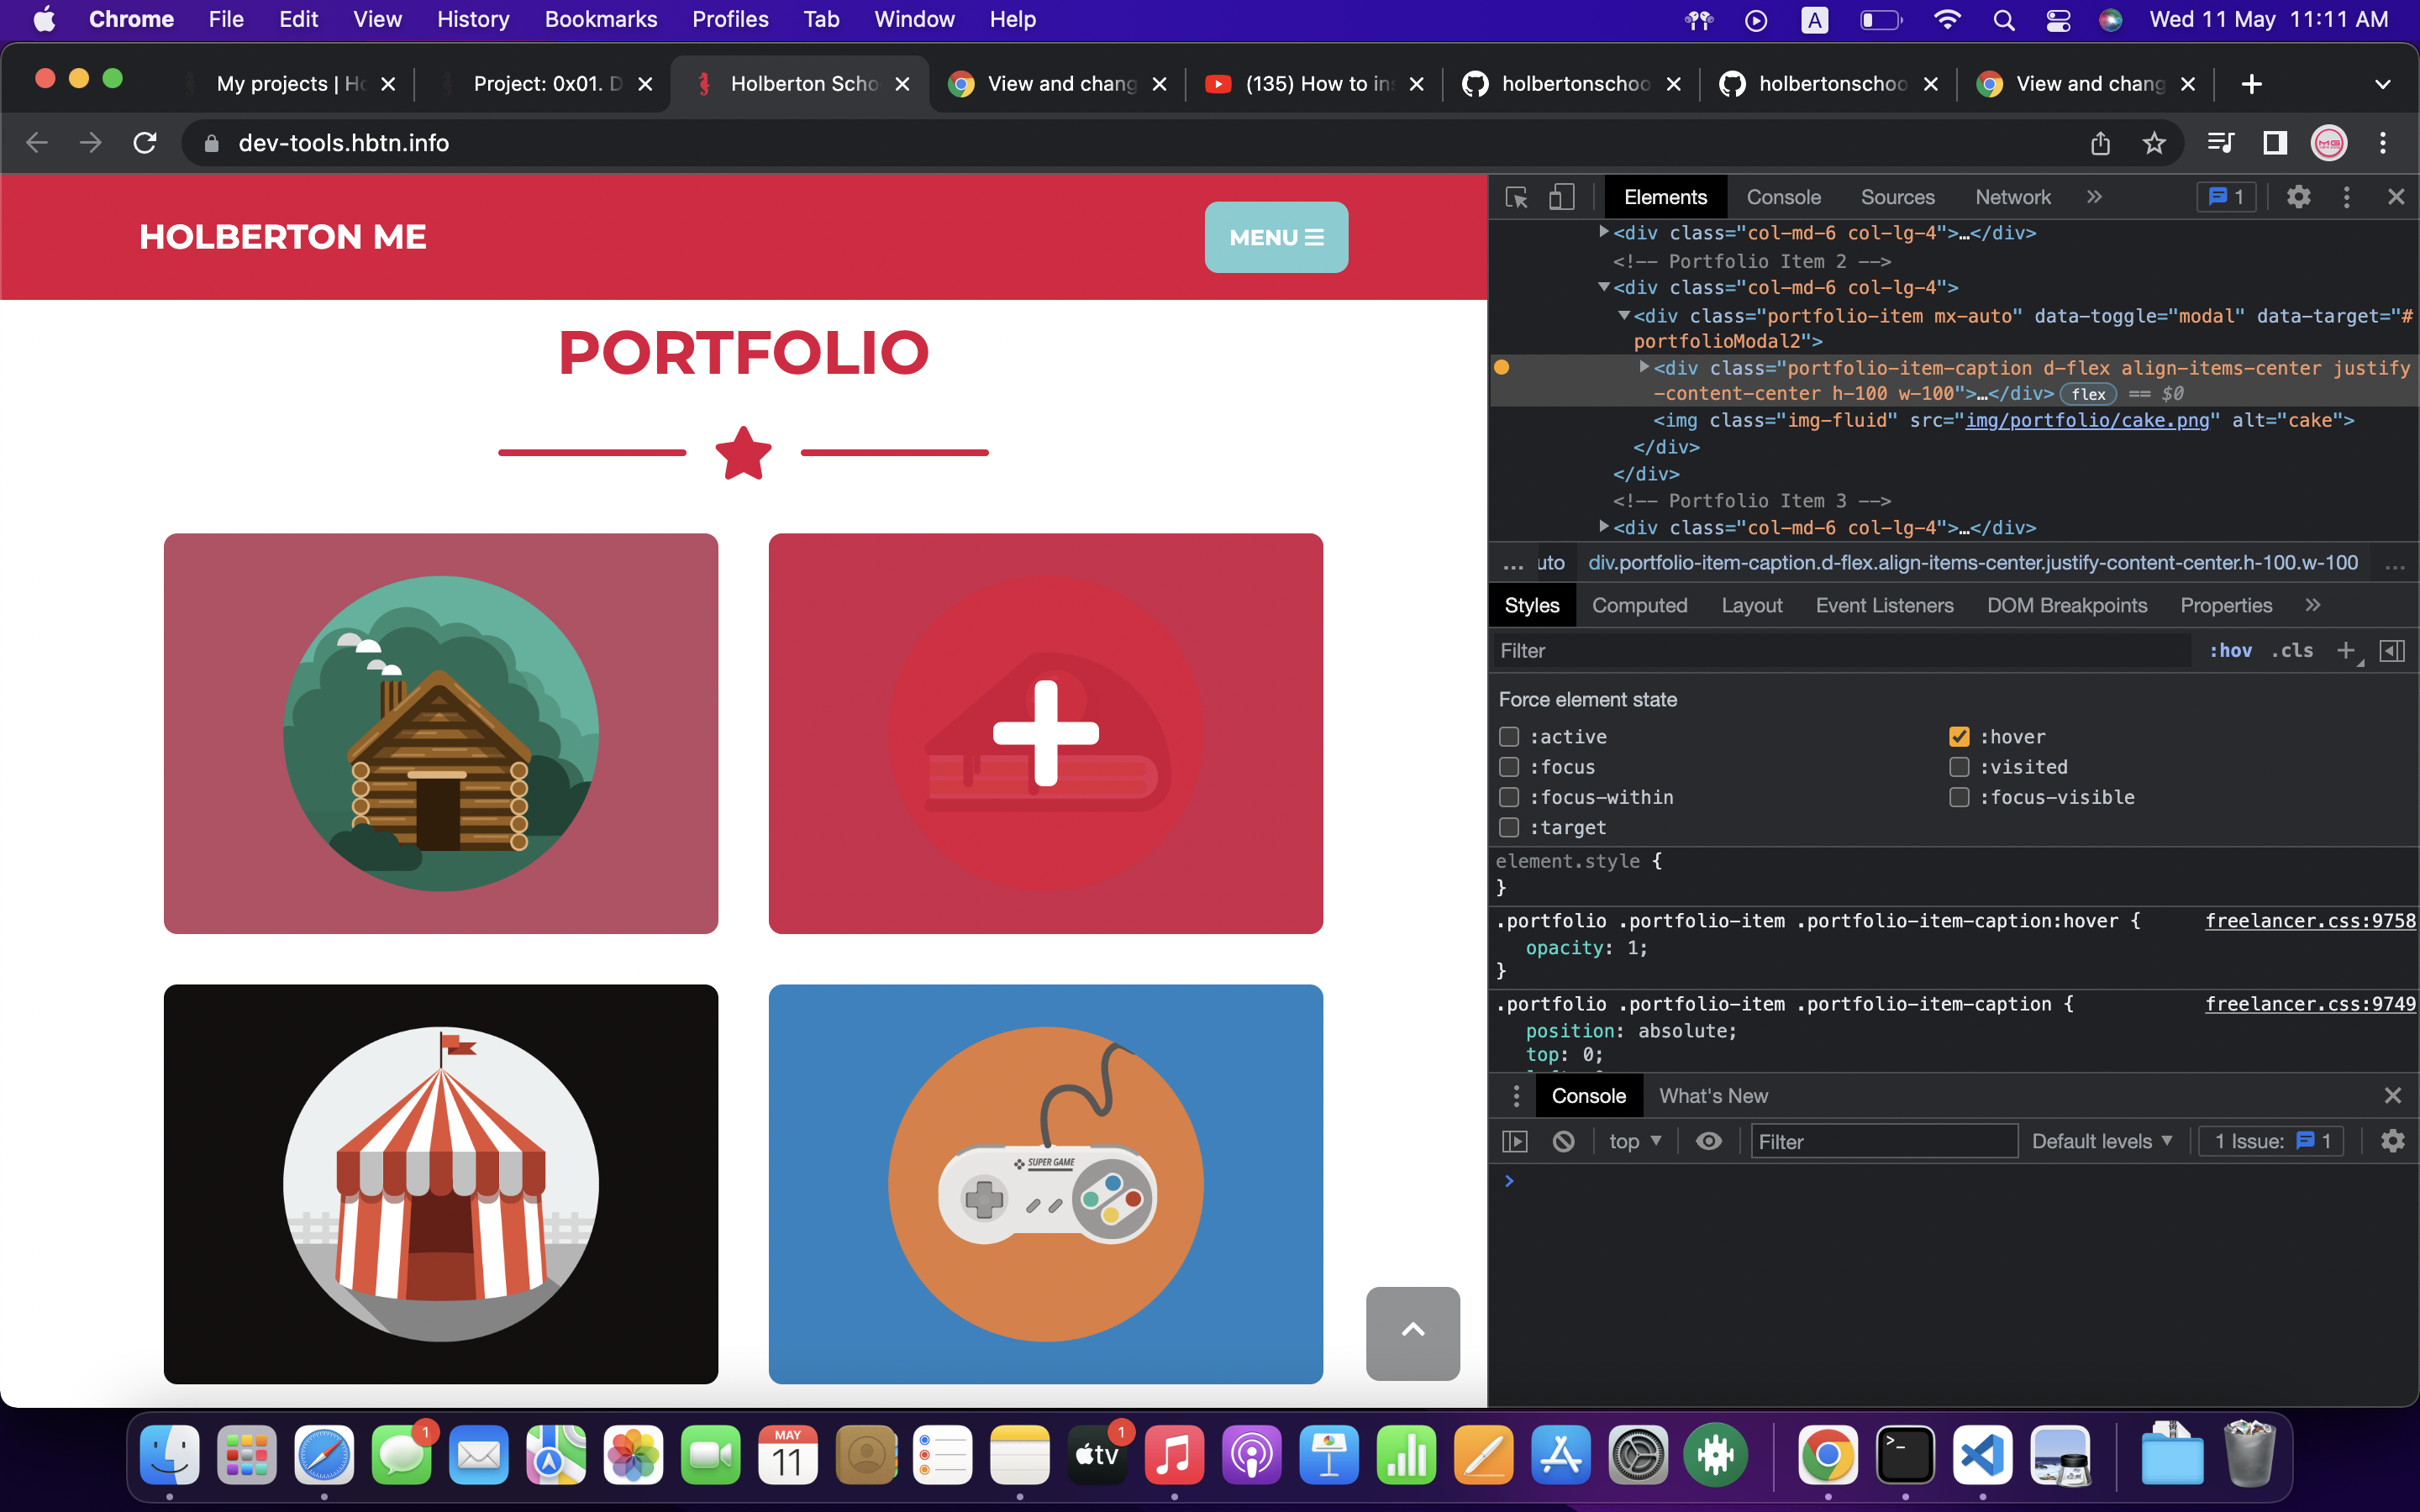 Chrome File Edit View History Bookmarks Profiles Tab Window Help A Wed 11 May 11:11 AM
My projects | Ho Project: 0x01. D Holberton Scho View and chang (135) How to ins holbertonschoo holbertonschoo View and chang
dev-tools.hbtn.info
HOLBERTON ME
MENU
PORTFOLIO
SUPER GAME
Elements Console Sources Network » 1
<div class="col-md-6 col-lg-4">…</div>
<!-- Portfolio Item 2 -->
<div class="col-md-6 col-lg-4">
<div class="portfolio-item mx-auto" data-toggle="modal" data-target="#
portfolioModal2">
<div class="portfolio-item-caption d-flex align-items-center justify
-content-center h-100 w-100">…</div> flex == $0
<img class="img-fluid" src="img/portfolio/cake.png" alt="cake">
</div>
</div>
<!-- Portfolio Item 3 -->
<div class="col-md-6 col-lg-4">…</div>
… uto div.portfolio-item-caption.d-flex.align-items-center.justify-content-center.h-100.w-100 …
Styles Computed Layout Event Listeners DOM Breakpoints Properties »
Filter :hov .cls +
Force element state
:active :hover
:focus :visited
:focus-within :focus-visible
:target
element.style {
}
.portfolio .portfolio-item .portfolio-item-caption:hover { freelancer.css:9758
opacity: 1;
}
.portfolio .portfolio-item .portfolio-item-caption { freelancer.css:9749
position: absolute;
top: 0;
Console What's New
top Filter Default levels 1 Issue: 1
1 MAY 11 tv 1